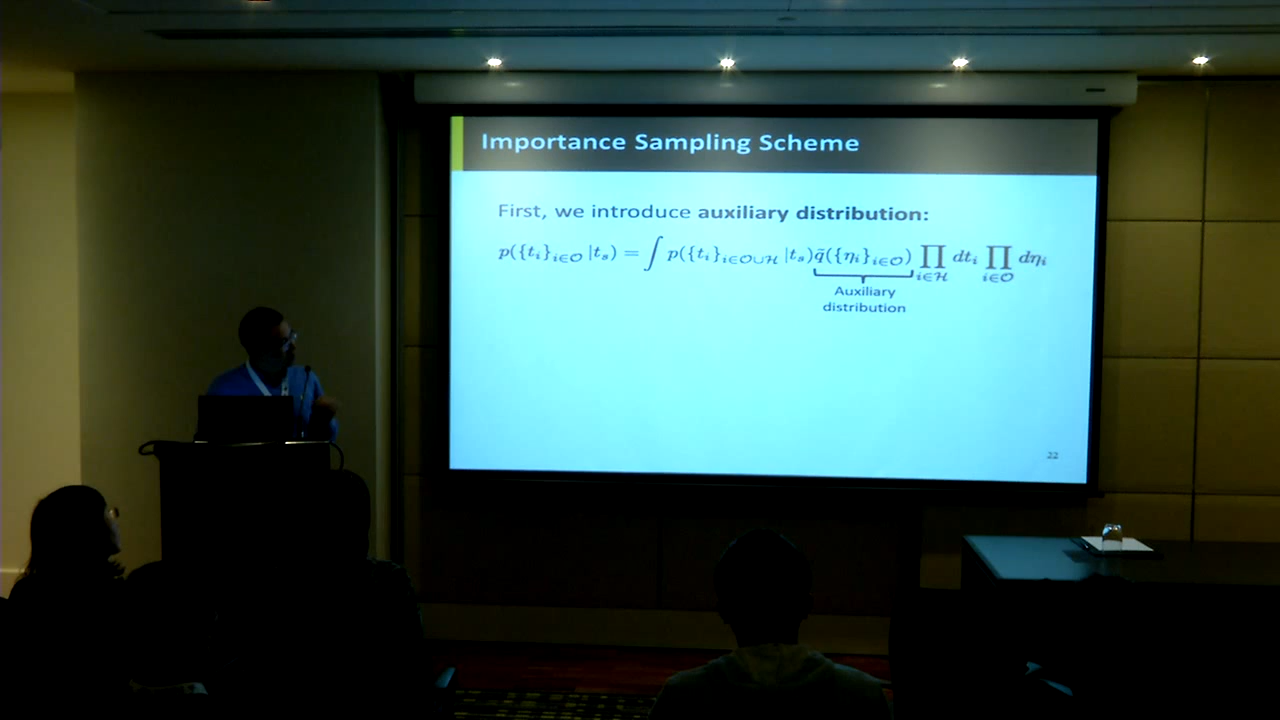 Importance Sampling Scheme
First, we introduce auxiliary distribution:
p({t_i}_{i∈𝒪} |t_s) = ∫ p({t_i}_{i∈𝒪∪ℋ} |t_s) q̃({η_i}_{i∈𝒪}) ∏_{i∈ℋ} dt_i ∏_{i∈𝒪} dη_i
Auxiliary
distribution
22